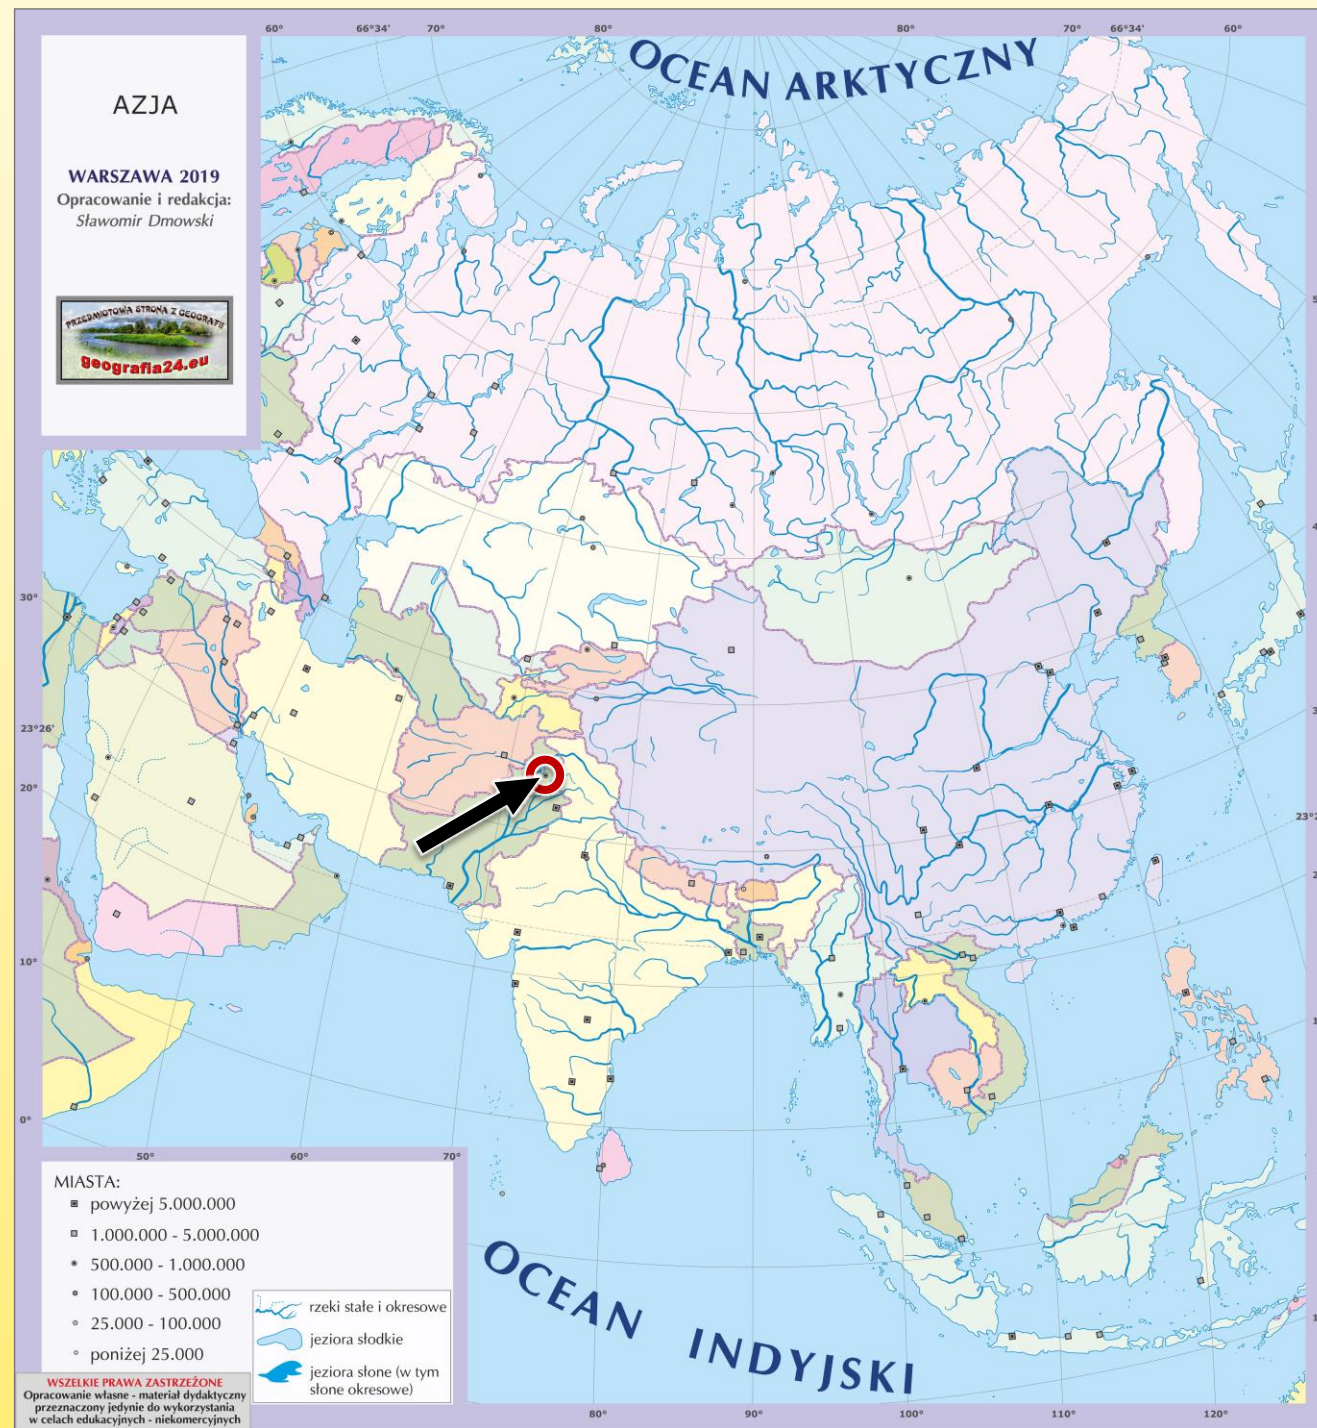 60°
66°34'
70°
80°
80°
70°
66°34'
60°
OCEAN ARKTYCZNY
AZJA
WARSZAWA 2019
Opracowanie i redakcja:
Sławomir Dmowski
PRZEDMIOTOWA STRONA Z GEOGRAFII
geografia24.eu
30°
23°26'
20°
10°
0°
50°
60°
70°
MIASTA:
powyżej 5.000.000
1.000.000 - 5.000.000
500.000 - 1.000.000
100.000 - 500.000
25.000 - 100.000
poniżej 25.000
rzeki stałe i okresowe
jeziora słodkie
jeziora słone (w tym
słone okresowe)
OCEAN INDYJSKI
WSZELKIE PRAWA ZASTRZEŻONE
Opracowanie własne - materiał dydaktyczny
przeznaczony jedynie do wykorzystania
w celach edukacyjnych - niekomercyjnych
80°
90°
100°
110°
120°